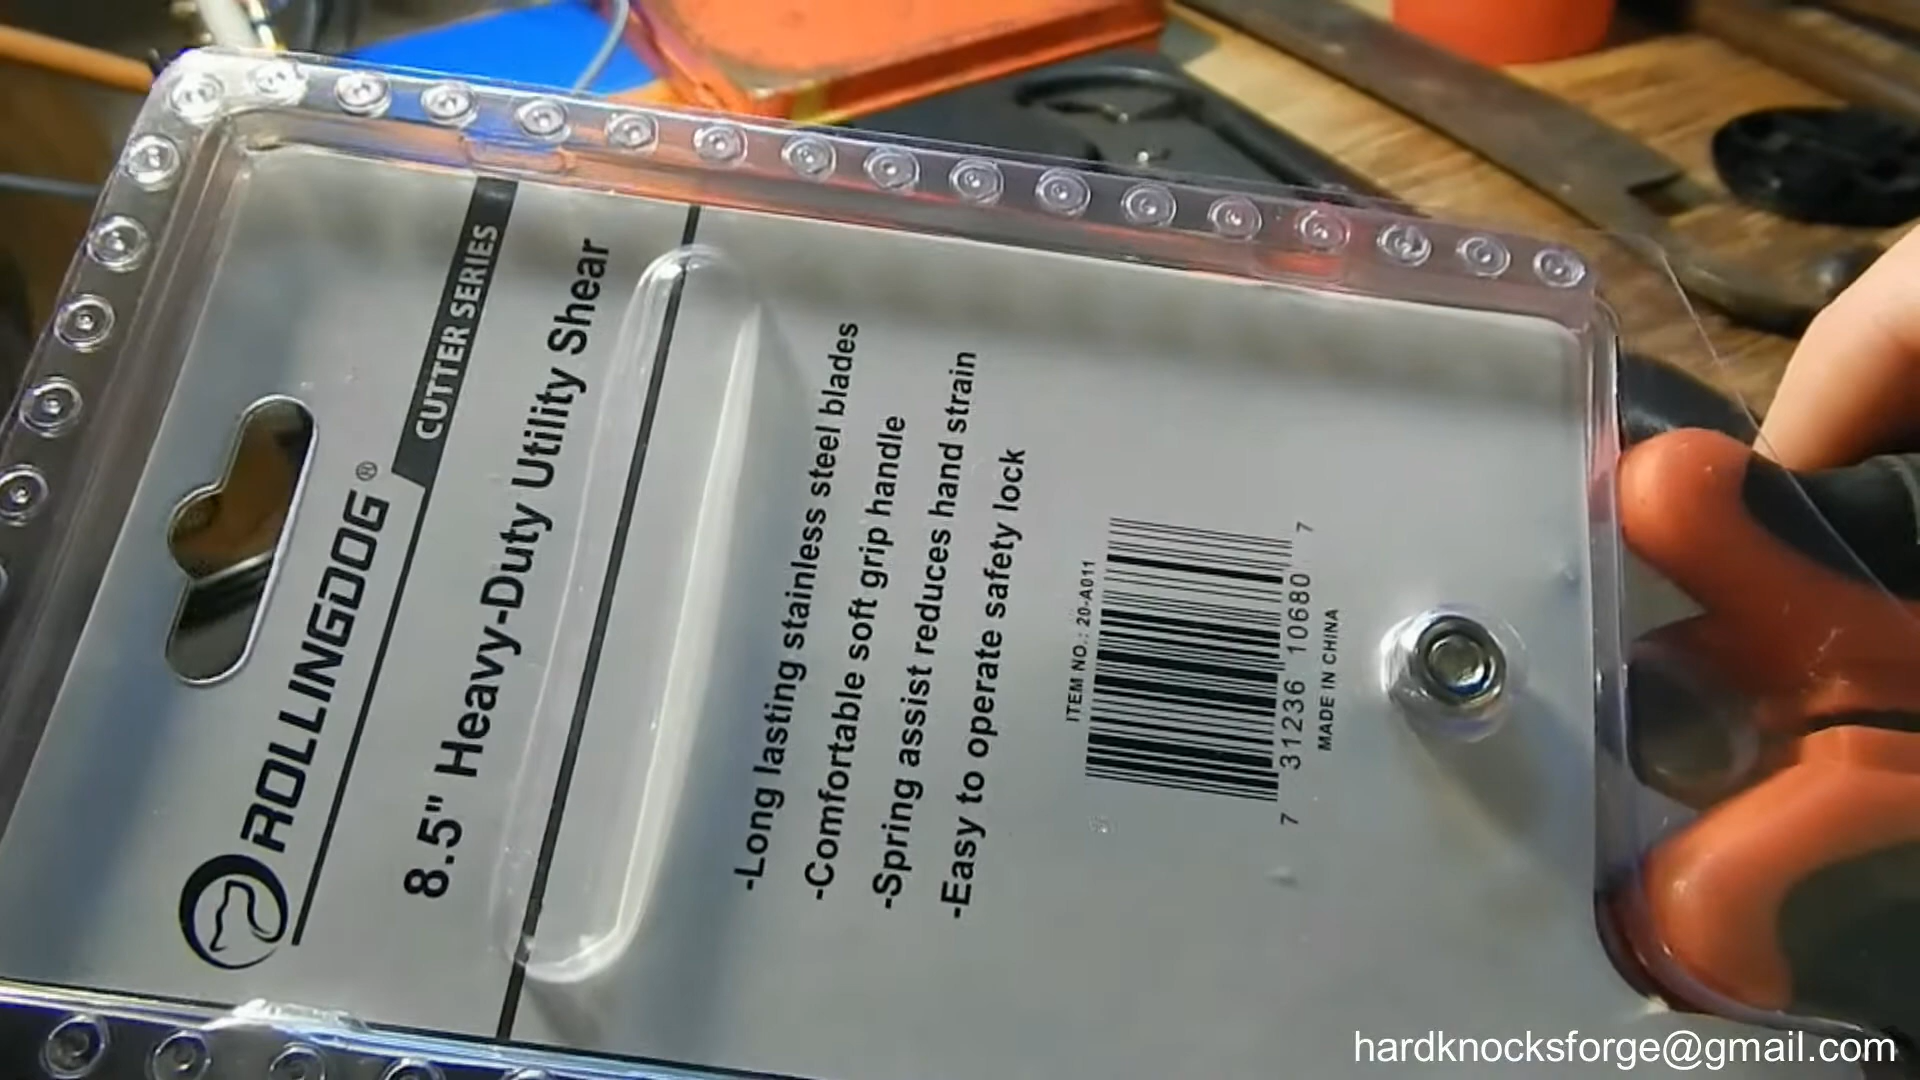 ROLLINGDOG®
CUTTER SERIES
8.5" Heavy-Duty Utility Shear
-Long lasting stainless steel blades
-Comfortable soft grip handle
-Spring assist reduces hand strain
-Easy to operate safety lock
ITEM NO.: 20-A011
7 31236 10680 7
MADE IN CHINA
hardknocksforge@gmail.com